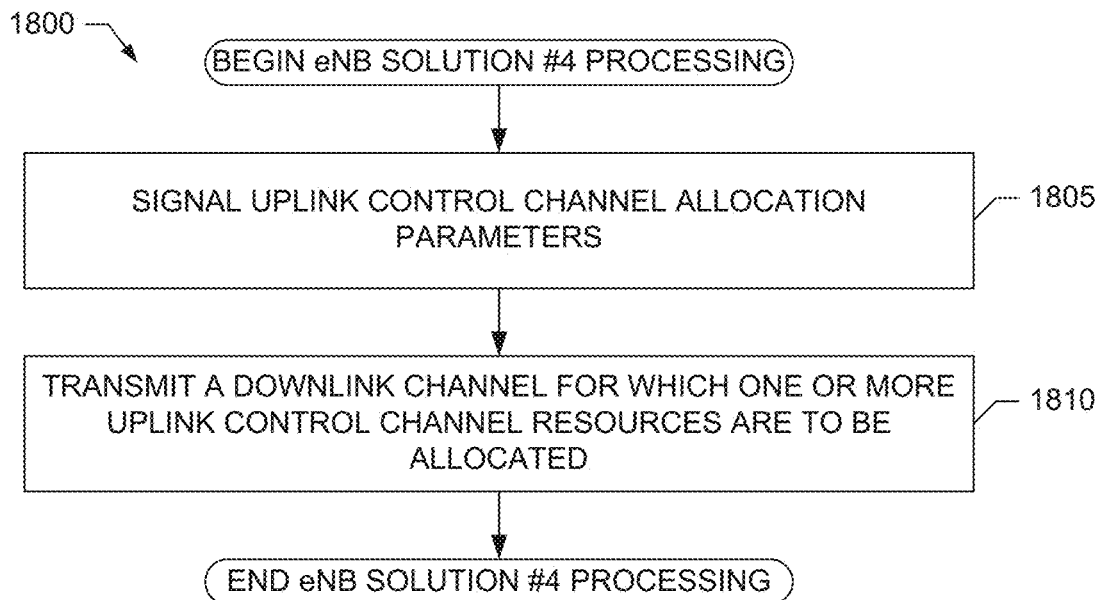 1800
BEGIN eNB SOLUTION #4 PROCESSING
SIGNAL UPLINK CONTROL CHANNEL ALLOCATION
PARAMETERS
1805
TRANSMIT A DOWNLINK CHANNEL FOR WHICH ONE OR MORE
UPLINK CONTROL CHANNEL RESOURCES ARE TO BE
ALLOCATED
1810
END eNB SOLUTION #4 PROCESSING